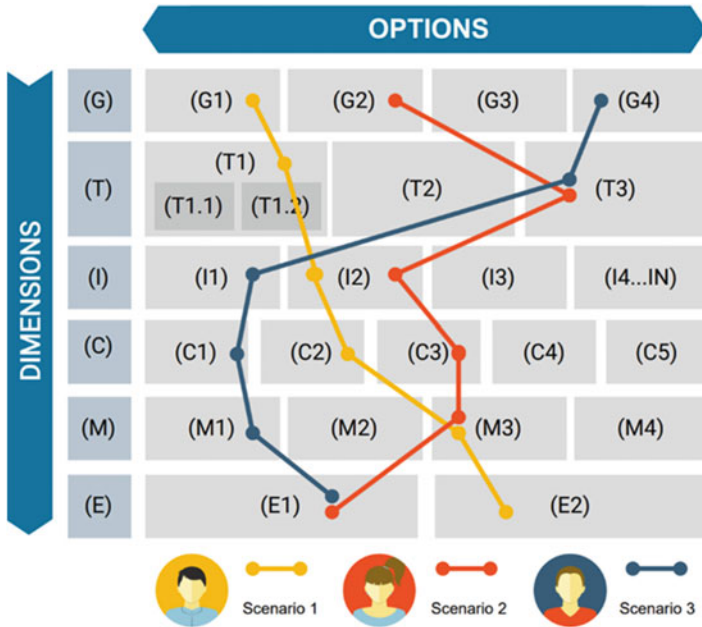 OPTIONS
DIMENSIONS
(G) (G1) (G2) (G3) (G4)
(T) (T1) (T2) (T3)
(T1.1) (T1.2)
(I) (I1) (I2) (I3) (I4...IN)
(C) (C1) (C2) (C3) (C4) (C5)
(M) (M1) (M2) (M3) (M4)
(E) (E1) (E2)
Scenario 1 Scenario 2 Scenario 3